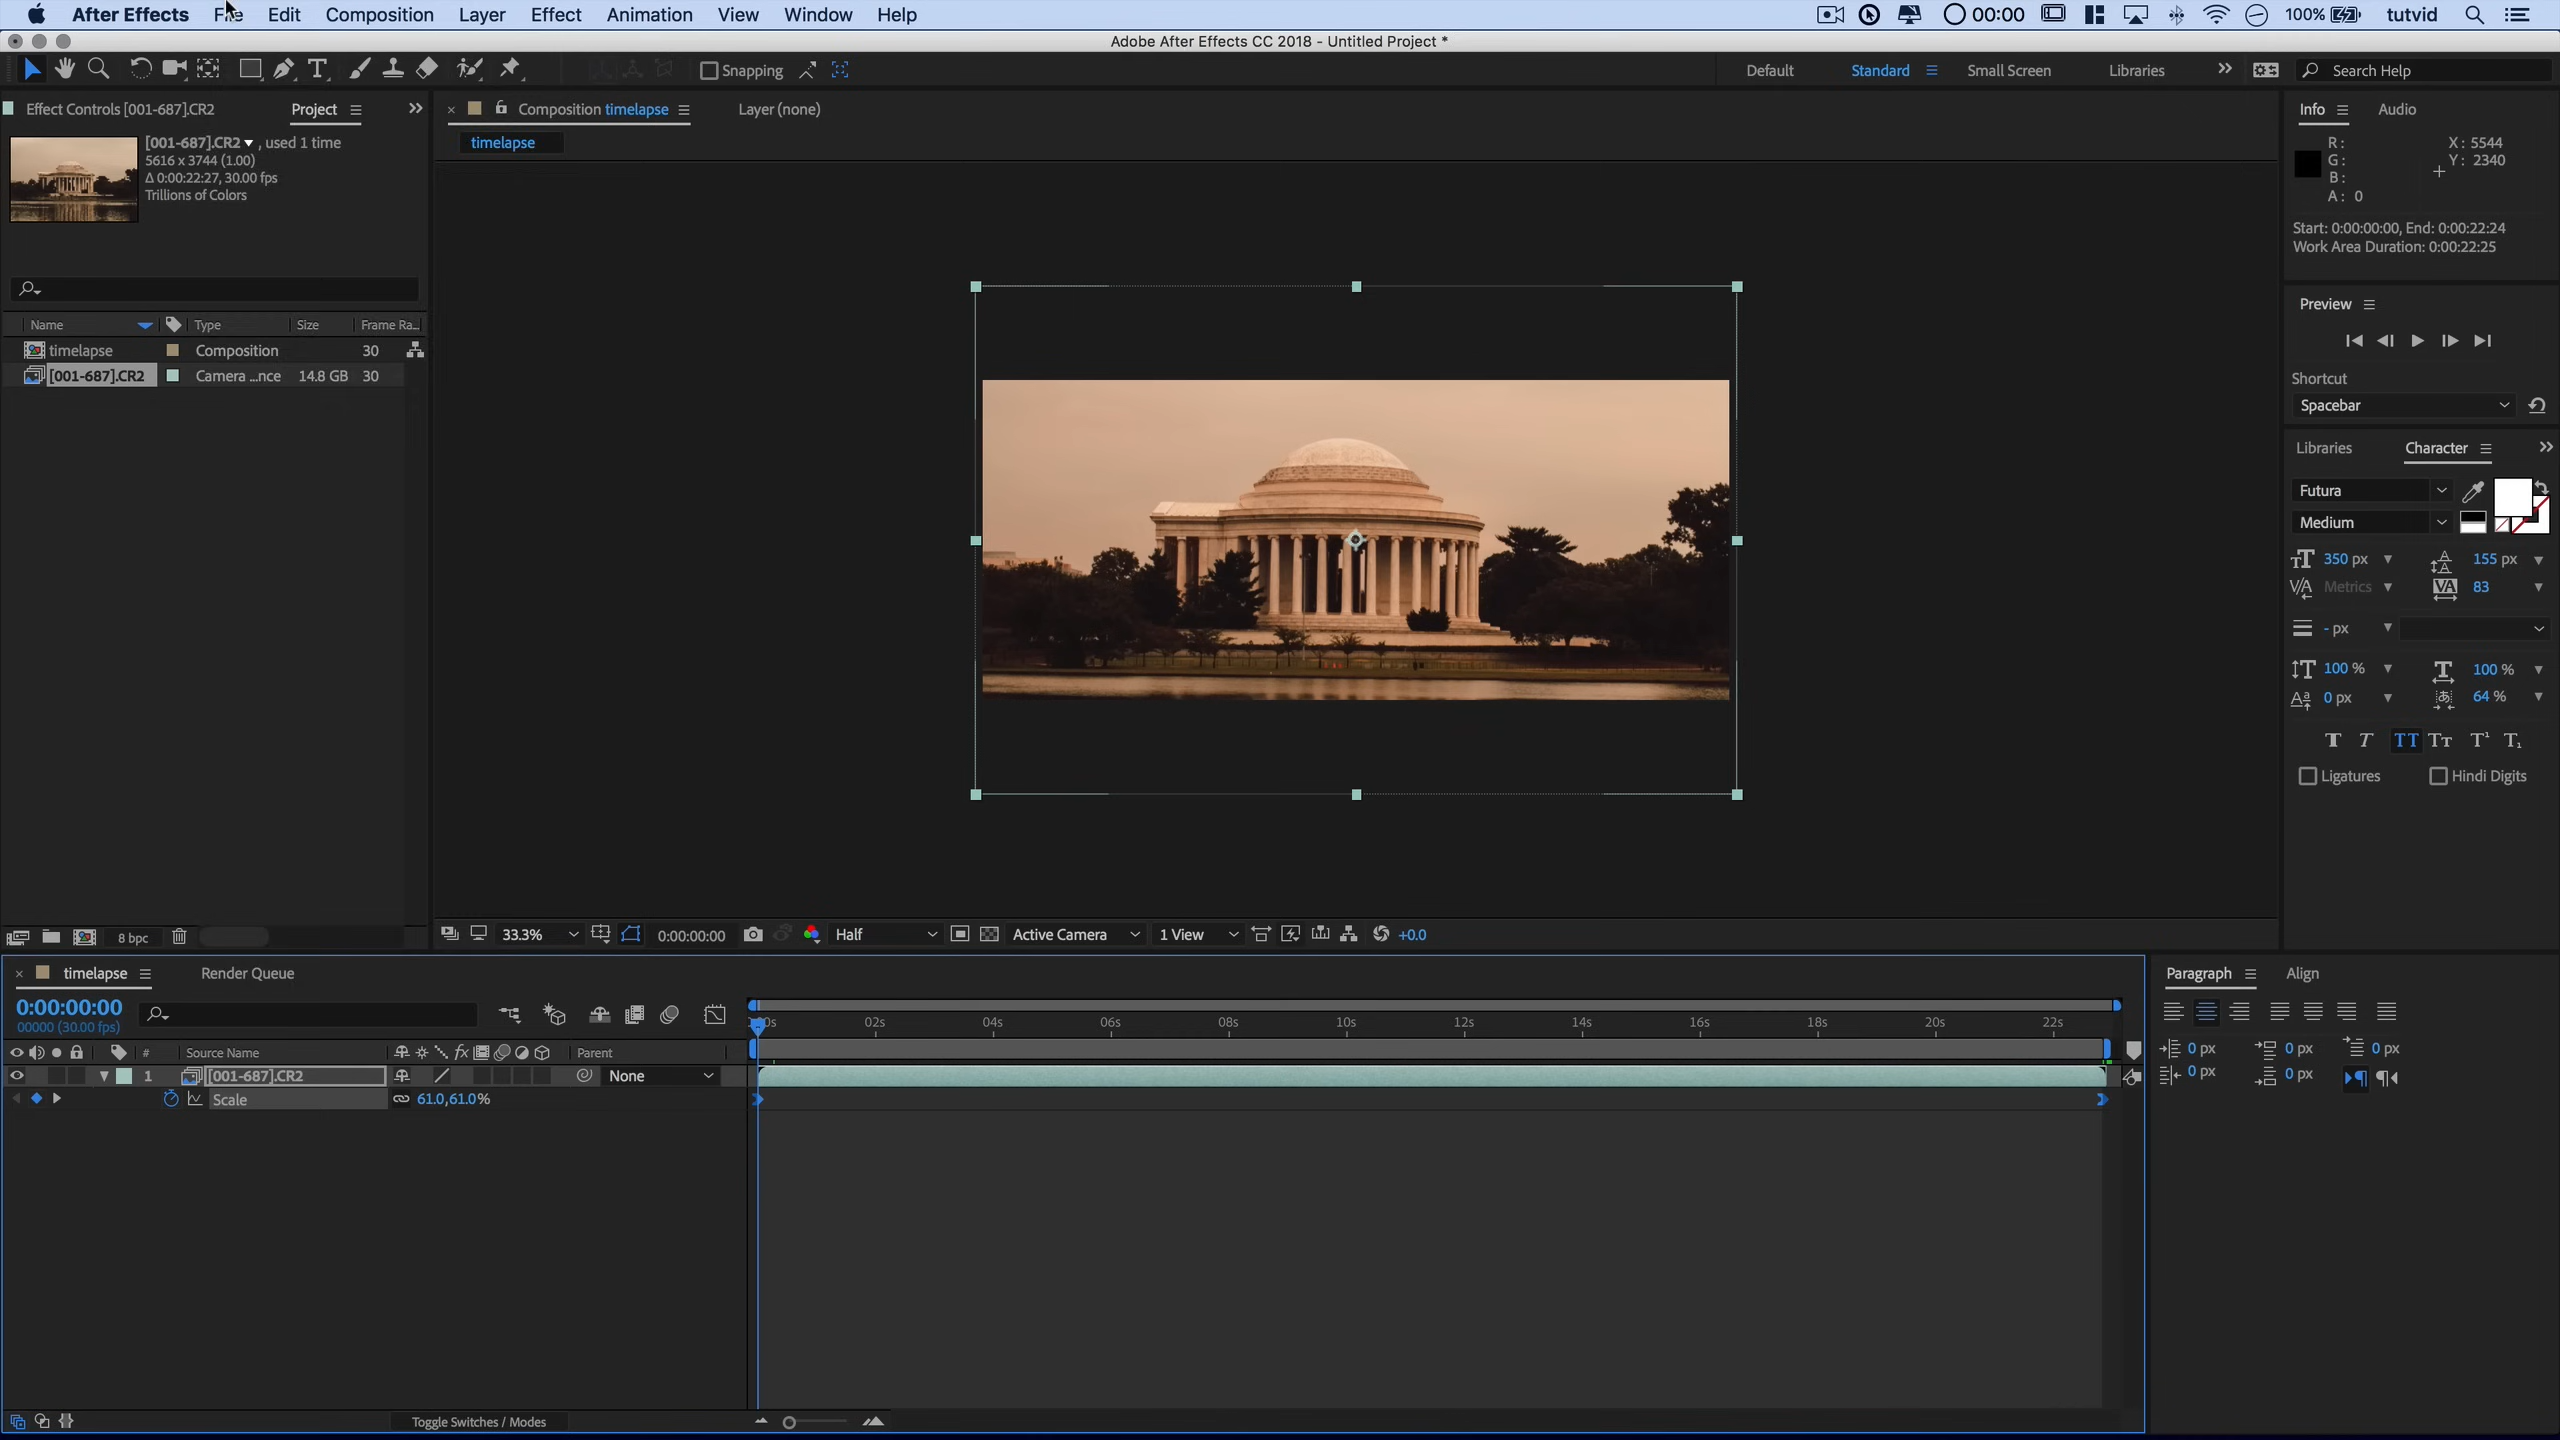 After Effects File Edit Composition Layer Effect Animation View Window Help 00:00 100% tutvid
Adobe After Effects CC 2018 - Untitled Project *
Snapping Default Standard Small Screen Libraries Search Help
Effect Controls [001-687].CR2 Project
[001-687].CR2 , used 1 time
5616 x 3744 (1.00)
Δ 0:00:22:27, 30.00 fps
Trillions of Colors
Name Type Size Frame Ra...
timelapse Composition 30
[001-687].CR2 Camera ...nce 14.8 GB 30
8 bpc
Composition timelapse Layer (none)
timelapse
33.3% 0:00:00:00 Half Active Camera 1 View +0.0
Info Audio
R: X: 5544
G: Y: 2340
B:
A: 0
Start: 0:00:00:00, End: 0:00:22:24
Work Area Duration: 0:00:22:25
Preview
Shortcut
Spacebar
Libraries Character
Futura
Medium
350 px 155 px
Metrics 83
- px
100 % 100 %
0 px 64 %
Ligatures Hindi Digits
timelapse Render Queue
0:00:00:00
00000 (30.00 fps)
02s 04s 06s 08s 10s 12s 14s 16s 18s 20s 22s
# Source Name Parent
1 [001-687].CR2 None
Scale 61.0,61.0%
Toggle Switches / Modes
Paragraph Align
0 px 0 px 0 px
0 px 0 px